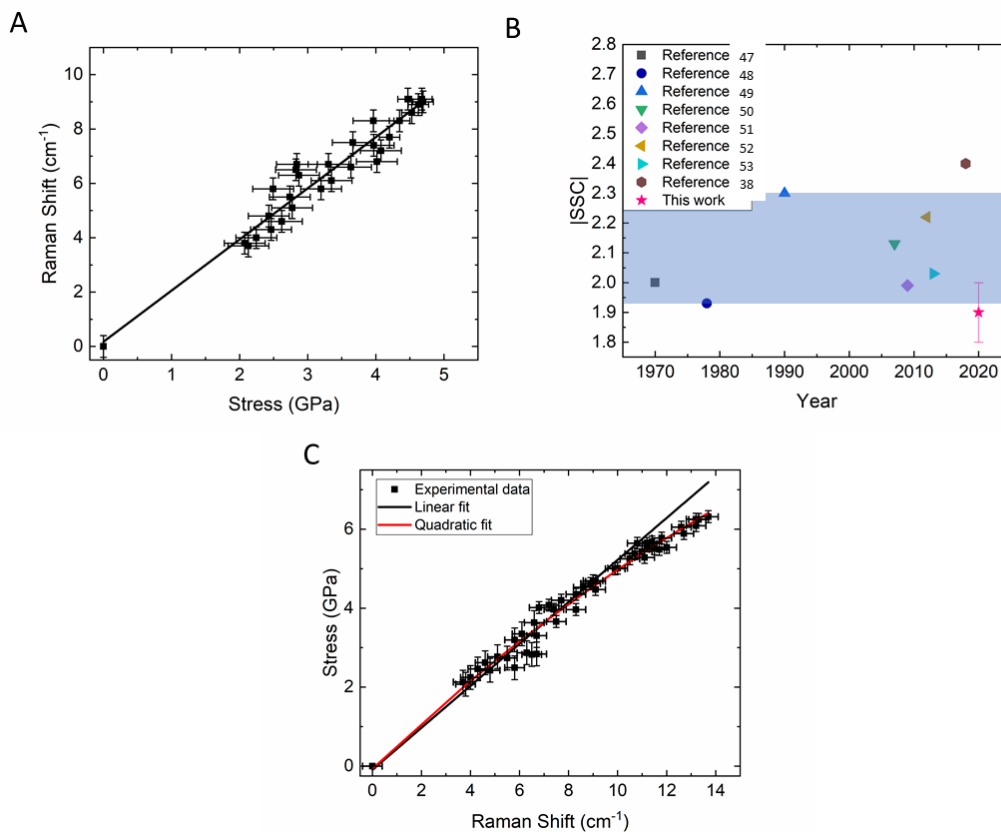 A
11
10
8
6
4
2
0
Raman Shift (cm-1)
0
1
2
3
4
5
Stress (GPa)
B
2.8
2.7
2.6
2.5
2.4
2.3
2.2
2.1
2.0
1.9
1.8
|SSC|
Reference 47
Reference 48
Reference 49
Reference 50
Reference 51
Reference 52
Reference 53
Reference 38
This work
1970
1980
1990
2000
2010
2020
Year
C
Experimental data
Linear fit
Quadratic fit
6
4
2
0
Stress (GPa)
0
2
4
6
8
10
12
14
Raman Shift (cm-1)